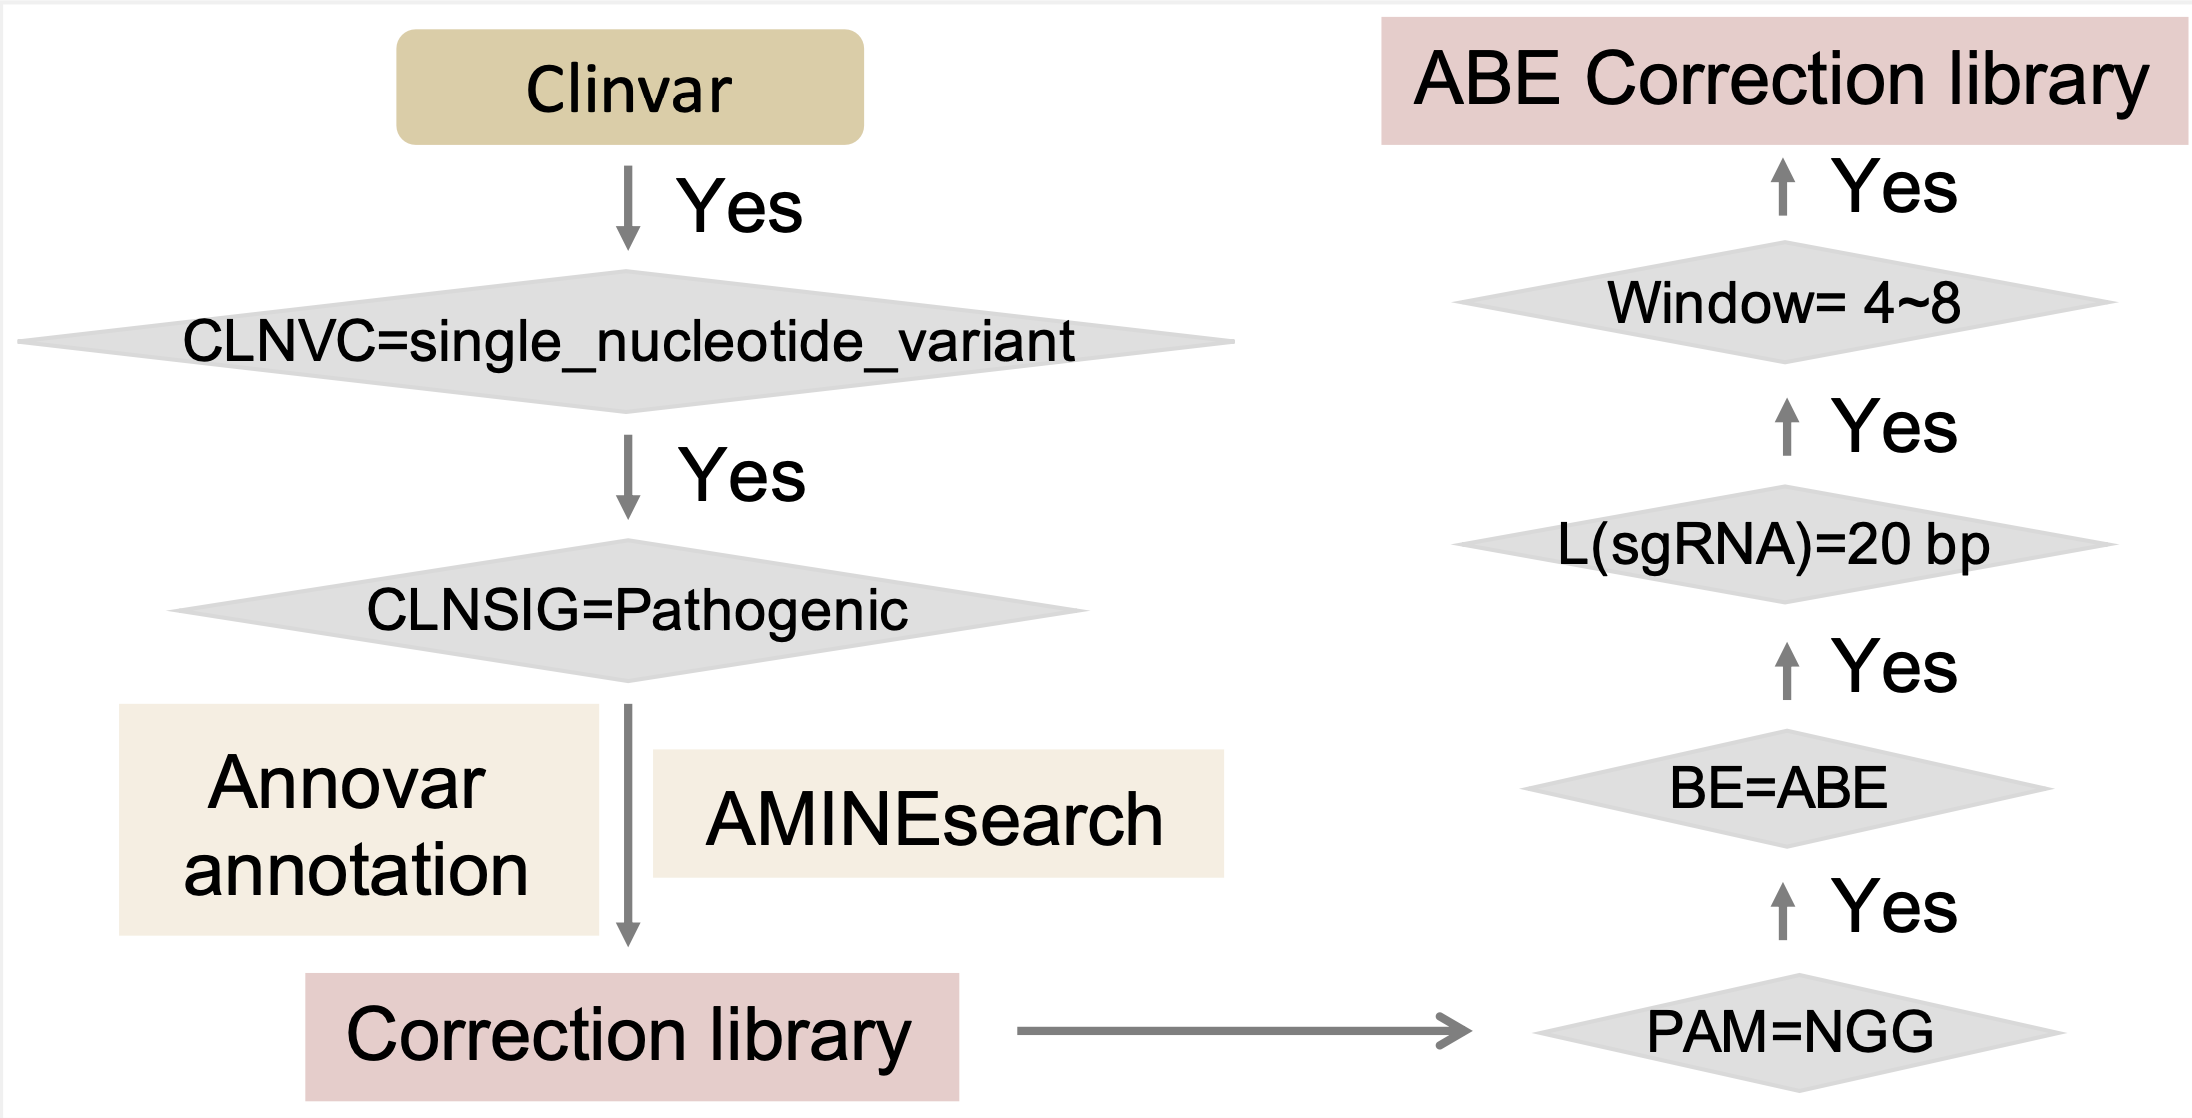 Clinvar
Yes
CLNVC=single_nucleotide_variant
Yes
CLNSIG=Pathogenic
Annovar
annotation
AMINEsearch
Correction library
PAM=NGG
Yes
BE=ABE
Yes
L(sgRNA)=20 bp
Yes
Window= 4~8
Yes
ABE Correction library